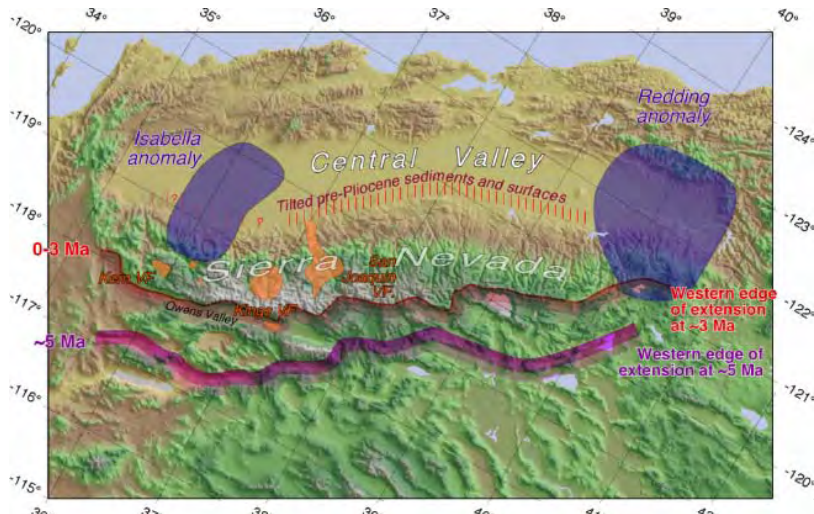 34°
35°
36°
37°
38°
39°
40°
-120°
-119°
-118°
-117°
-116°
-115°
-124°
-123°
-122°
-121°
-120°
Redding
anomaly
Isabella
anomaly
Central Valley
Tilted pre-Pliocene sediments and surfaces
?
?
0-3 Ma
Sierra Nevada
San
Joaquin
VF
Kern VF
Kings VF
Owens Valley
Western edge
of extension
at ~3 Ma
~5 Ma
Western edge of
extension at ~5 Ma